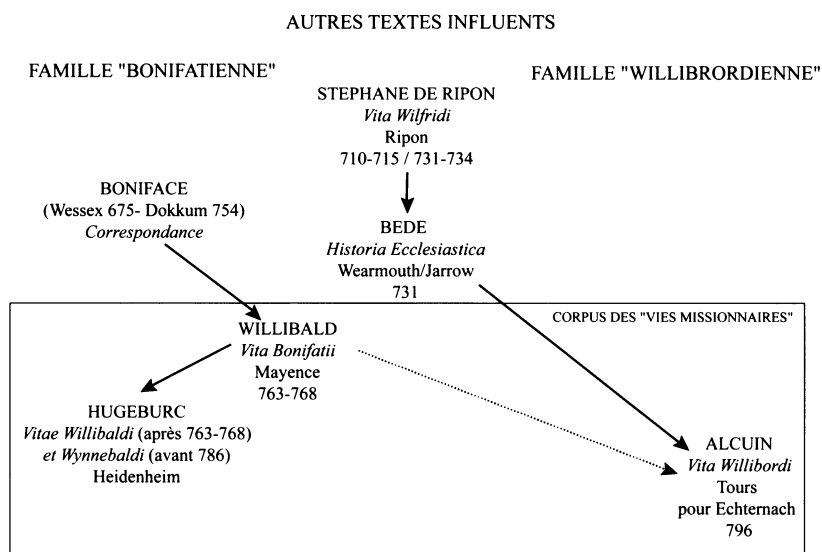 AUTRES TEXTES INFLUENTS
FAMILLE "BONIFATIENNE"
FAMILLE "WILLIBRORDIENNE"
STEPHANE DE RIPON
Vita Wilfridi
Ripon
710-715 / 731-734
BONIFACE
(Wessex 675- Dokkum 754)
Correspondance
BEDE
Historia Ecclesiastica
Wearmouth/Jarrow
731
CORPUS DES "VIES MISSIONNAIRES"
WILLIBALD
Vita Bonifatii
Mayence
763-768
HUGEBURC
Vitae Willibaldi (après 763-768)
et Wynnebaldi (avant 786)
Heidenheim
ALCUIN
Vita Willibordi
Tours
pour Echternach
796